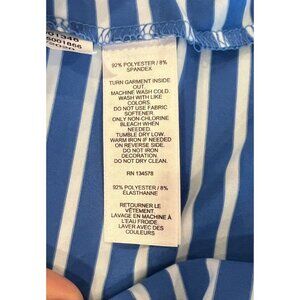 92% POLYESTER / 8%
SPANDEX
TURN GARMENT INSIDE
OUT.
MACHINE WASH COLD.
WASH WITH LIKE
COLORS.
DO NOT USE FABRIC
SOFTENER.
ONLY NON-CHLORINE
BLEACH WHEN
NEEDED.
TUMBLE DRY LOW.
WARM IRON IF NEEDED
ON REVERSE SIDE.
DO NOT IRON
DECORATION.
DO NOT DRY CLEAN.
RN 134578
92% POLYESTER / 8%
ÉLASTHANNE
RETOURNER LE
VÊTEMENT
LAVAGE EN MACHINE À
L'EAU FROIDE.
LAVER AVEC DES
COULEURS